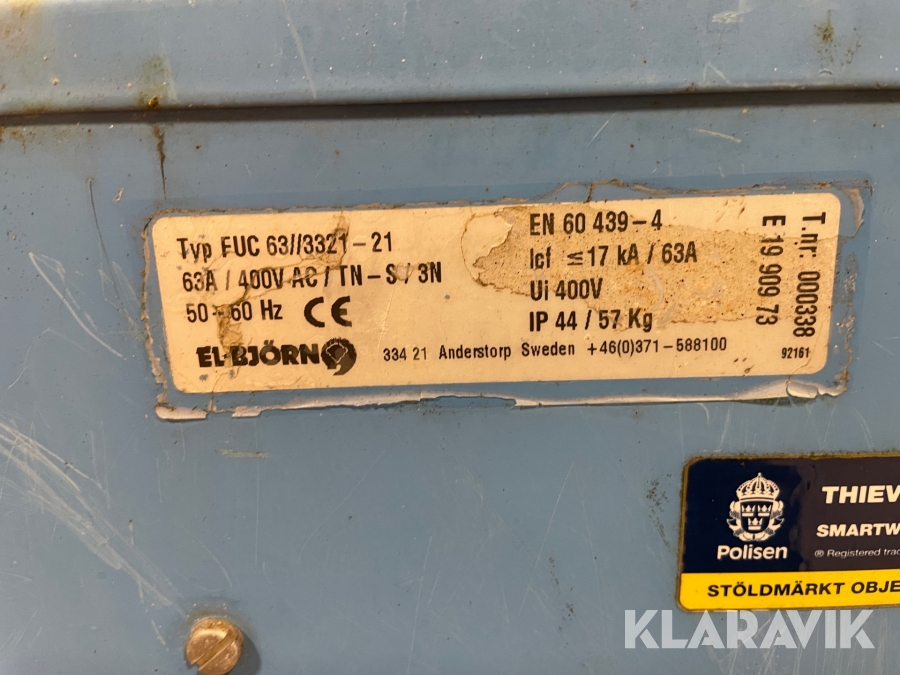 Typ FUC 63//3321-21
63A / 400V AC / TN-S / 3N
50-60 Hz CE
EL-BJÖRN
EN 60 439-4
Icf ≤17 kA / 63A
Ui 400V
IP 44 / 57 Kg
334 21 Anderstorp Sweden +46(0)371-588100
T.nr: 000338
E 19 909 73
92161
Polisen
THIEV
SMARTW
® Registered trad
STÖLDMÄRKT OBJE
KLARAVIK